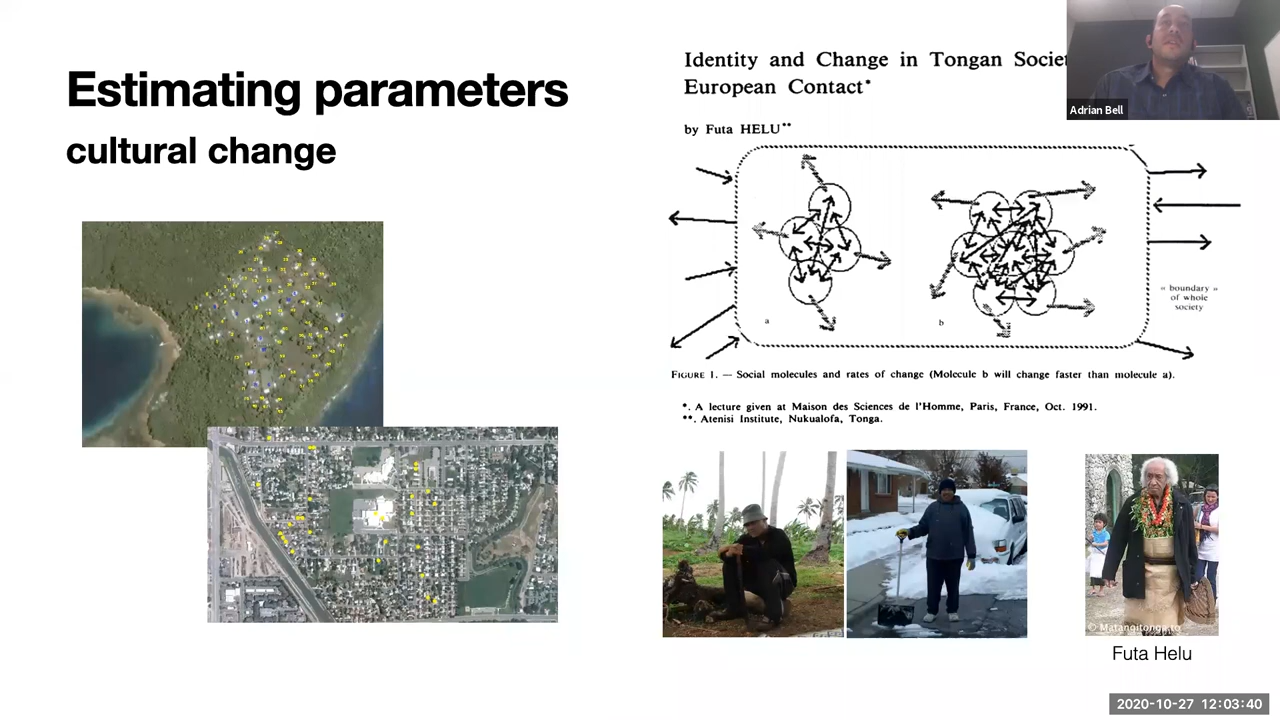 Estimating parameters
cultural change
Identity and Change in Tongan
European Contact*
by Futa HELU**
a
b
« boundary »
of whole
society
FIGURE 1. — Social molecules and rates of change (Molecule b will change faster than molecule a).
*. A lecture given at Maison des Sciences de l'Homme, Paris, France, Oct. 1991.
**. Atenisi Institute, Nukualofa, Tonga.
© Matangitonga.to
Futa Helu
Adrian Bell
2020-10-27 12:03:40